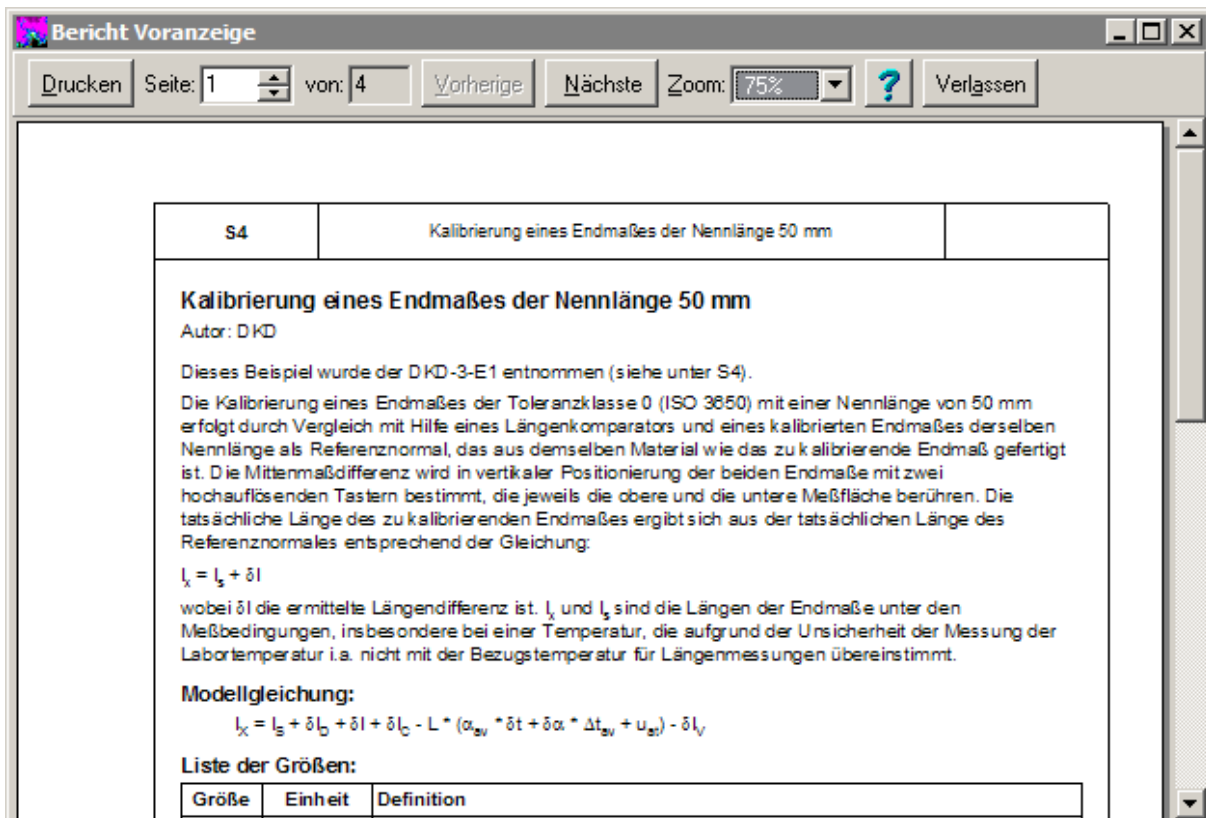 Bericht Voranzeige
Drucken Seite: 1 von: 4 Vorherige Nächste Zoom: 75% ? Verlassen
S4 Kalibrierung eines Endmaßes der Nennlänge 50 mm
Kalibrierung eines Endmaßes der Nennlänge 50 mm
Autor: DKD
Dieses Beispiel wurde der DKD-3-E1 entnommen (siehe unter S4).
Die Kalibrierung eines Endmaßes der Toleranzklasse 0 (ISO 3650) mit einer Nennlänge von 50 mm
erfolgt durch Vergleich mit Hilfe eines Längenkomparators und eines kalibrierten Endmaßes derselben
Nennlänge als Referenznormal, das aus demselben Material wie das zu kalibrierende Endmaß gefertigt
ist. Die Mittenmaßdifferenz wird in vertikaler Positionierung der beiden Endmaße mit zwei
hochauflösenden Tastern bestimmt, die jeweils die obere und die untere Meßfläche berühren. Die
tatsächliche Länge des zu kalibrierenden Endmaßes ergibt sich aus der tatsächlichen Länge des
Referenznormales entsprechend der Gleichung:
lₓ = lₛ + δl
wobei δl die ermittelte Längendifferenz ist. lₓ und lₛ sind die Längen der Endmaße unter den
Meßbedingungen, insbesondere bei einer Temperatur, die aufgrund der Unsicherheit der Messung der
Labortemperatur i.a. nicht mit der Bezugstemperatur für Längenmessungen übereinstimmt.
Modellgleichung:
l_X = l_S + δl_D + δl + δl_C - L * (α_av * δt + δα * Δt_av + u_at) - δl_V
Liste der Größen:
Größe Einheit Definition